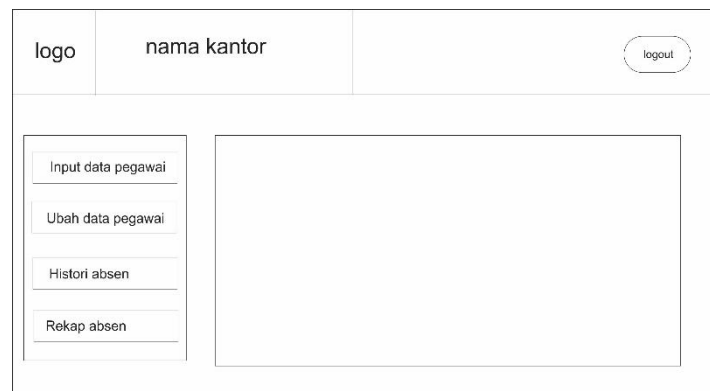 logo
nama kantor
logout
Input data pegawai
Ubah data pegawai
Histori absen
Rekap absen